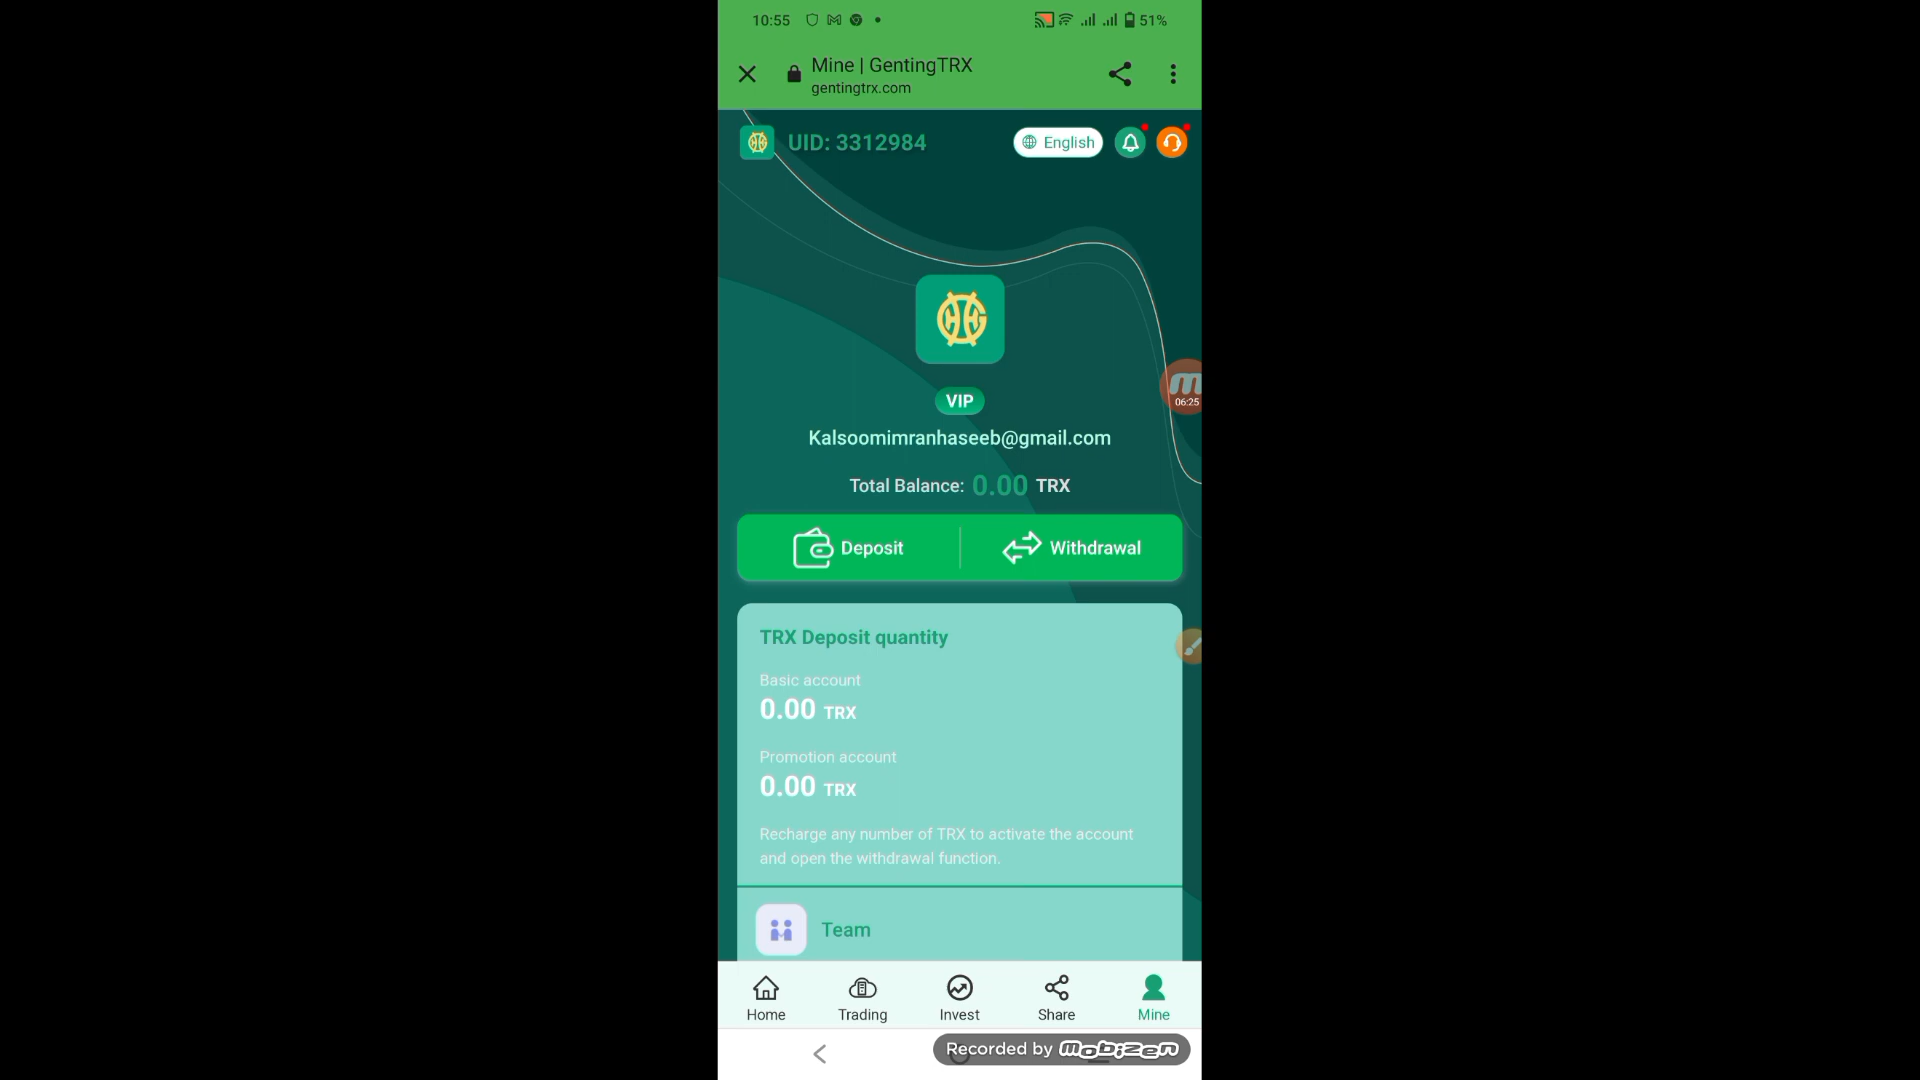 10:55
51%
Mine | GentingTRX
gentingtrx.com
UID: 3312984
English
06:25
VIP
Kalsoomimranhaseeb@gmail.com
Total Balance: 0.00 TRX
Deposit
Withdrawal
TRX Deposit quantity
Basic account
0.00 TRX
Promotion account
0.00 TRX
Recharge any number of TRX to activate the account
and open the withdrawal function.
Team
Home
Trading
Invest
Share
Mine
Recorded by mobizen